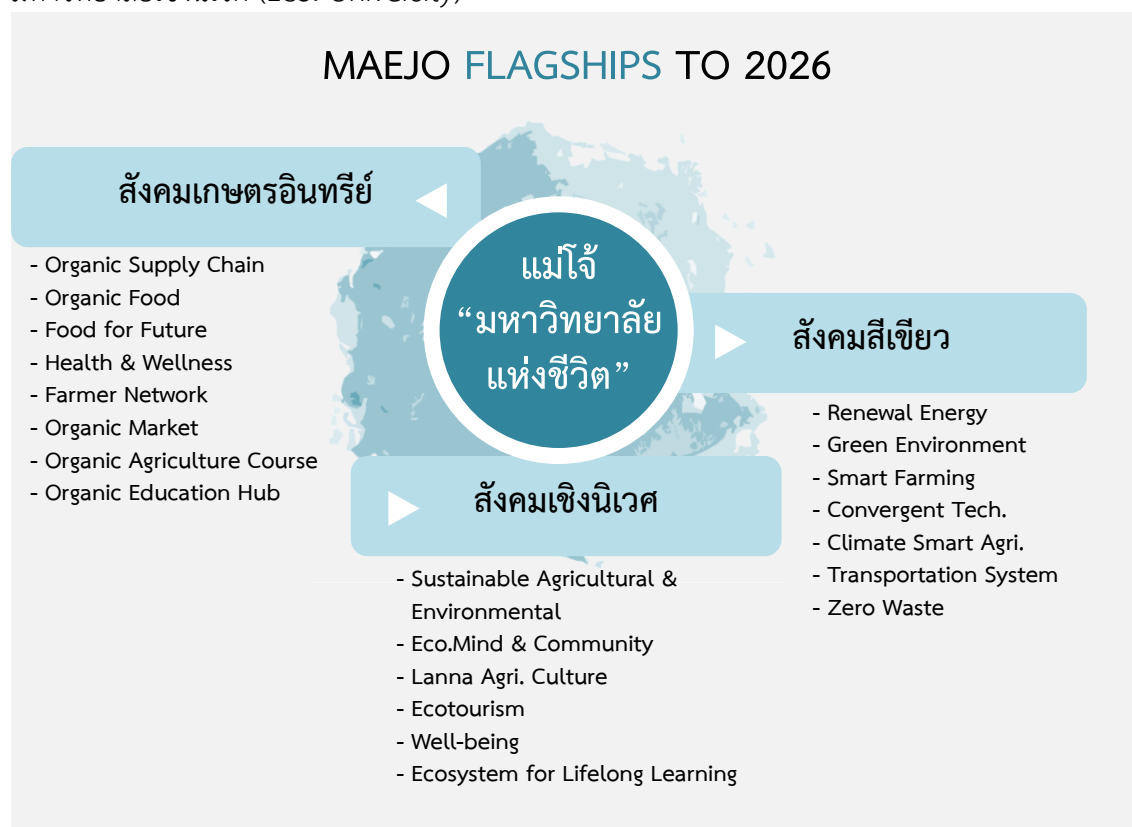 (Eco. University)
MAEJO FLAGSHIPS TO 2026
สังคมเกษตรอินทรีย์
- Organic Supply Chain
- Organic Food
- Food for Future
- Health & Wellness
- Farmer Network
- Organic Market
- Organic Agriculture Course
- Organic Education Hub
แม่โจ้
“มหาวิทยาลัย
แห่งชีวิต”
สังคมสีเขียว
- Renewal Energy
- Green Environment
- Smart Farming
- Convergent Tech.
- Climate Smart Agri.
- Transportation System
- Zero Waste
สังคมเชิงนิเวศ
- Sustainable Agricultural &
Environmental
- Eco.Mind & Community
- Lanna Agri. Culture
- Ecotourism
- Well-being
- Ecosystem for Lifelong Learning